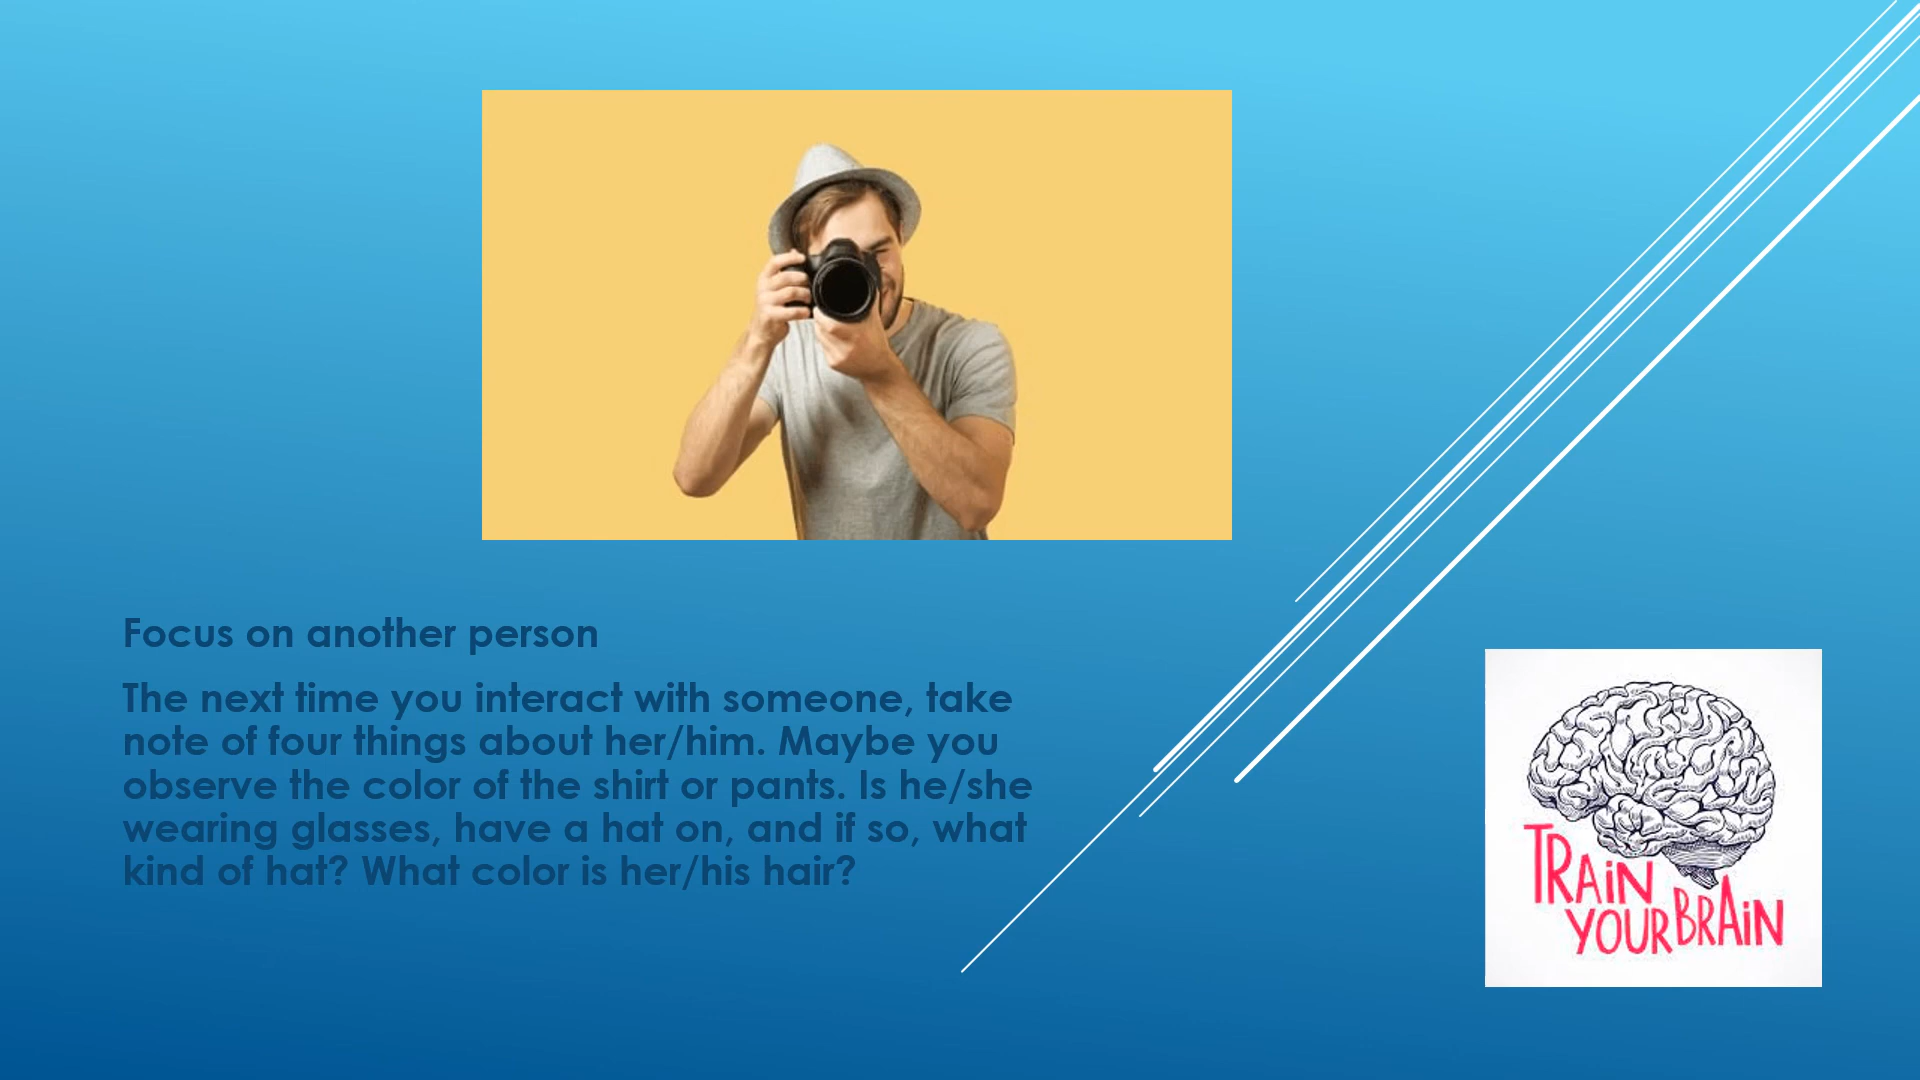 Focus on another person
The next time you interact with someone, take
note of four things about her/him. Maybe you
observe the color of the shirt or pants. Is he/she
wearing glasses, have a hat on, and if so, what
kind of hat? What color is her/his hair?
TRAiN
YOUR BRAiN